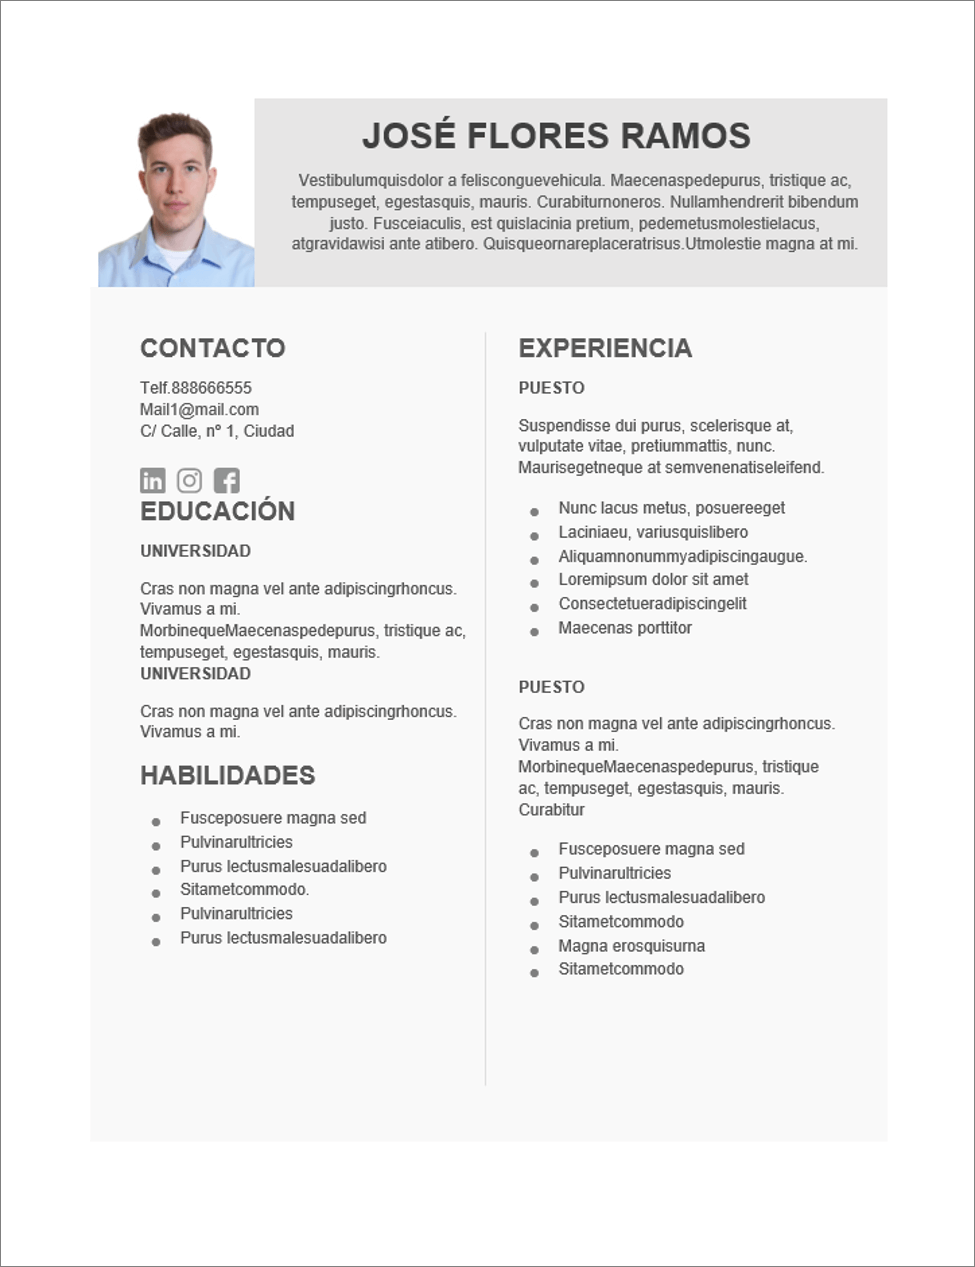 JOSÉ FLORES RAMOS
Vestibulumquisdolor a felisconguevehicula. Maecenaspedepurus, tristique ac,
tempuseget, egestasquis, mauris. Curabiturnoneros. Nullamhendrerit bibendum
justo. Fusceiaculis, est quislacinia pretium, pedemetusmolestielacus,
atgravidawisi ante atibero. Quisqueornareplaceratrisus.Utmolestie magna at mi.
CONTACTO
Telf.888666555
Mail1@mail.com
C/ Calle, nº 1, Ciudad
in
EDUCACIÓN
UNIVERSIDAD
Cras non magna vel ante adipiscingrhoncus.
Vivamus a mi.
MorbinequeMaecenaspedepurus, tristique ac,
tempuseget, egestasquis, mauris.
UNIVERSIDAD
Cras non magna vel ante adipiscingrhoncus.
Vivamus a mi.
HABILIDADES
Fusceposuere magna sed
Pulvinarultricies
Purus lectusmalesuadalibero
Sitametcommodo.
Pulvinarultricies
Purus lectusmalesuadalibero
EXPERIENCIA
PUESTO
Suspendisse dui purus, scelerisque at,
vulputate vitae, pretiummattis, nunc.
Maurisegetneque at semvenenatiseleifend.
Nunc lacus metus, posuereeget
Laciniaeu, variusquislibero
Aliquamnonummyadipiscingaugue.
Loremipsum dolor sit amet
Consectetueradipiscingelit
Maecenas porttitor
PUESTO
Cras non magna vel ante adipiscingrhoncus.
Vivamus a mi.
MorbinequeMaecenaspedepurus, tristique
ac, tempuseget, egestasquis, mauris.
Curabitur
Fusceposuere magna sed
Pulvinarultricies
Purus lectusmalesuadalibero
Sitametcommodo
Magna erosquisurna
Sitametcommodo